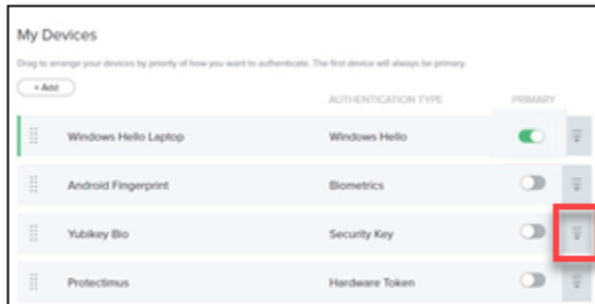 My Devices
Drag to arrange your devices by priority of how you want to authenticate. The first device will always be primary.
+ Add
AUTHENTICATION TYPE PRIMARY
Windows Hello Laptop Windows Hello
Android Fingerprint Biometrics
Yubikey Bio Security Key
Protectimus Hardware Token